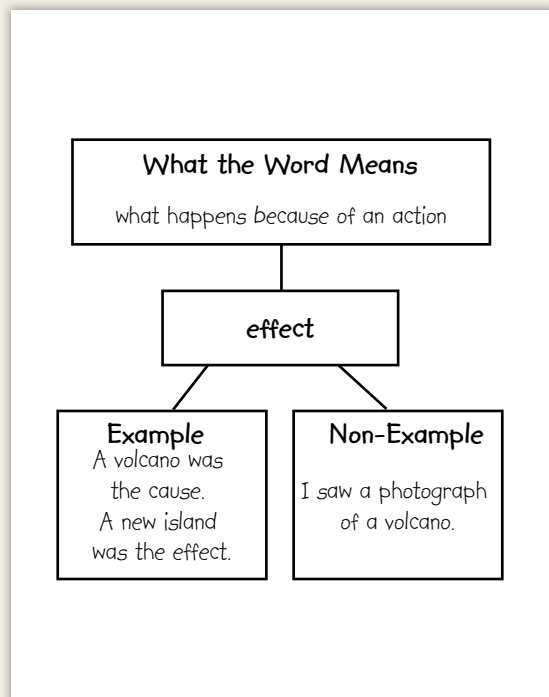 What the Word Means
what happens because of an action
effect
Example
A volcano was
the cause.
A new island
was the effect.
Non-Example
I saw a photograph
of a volcano.